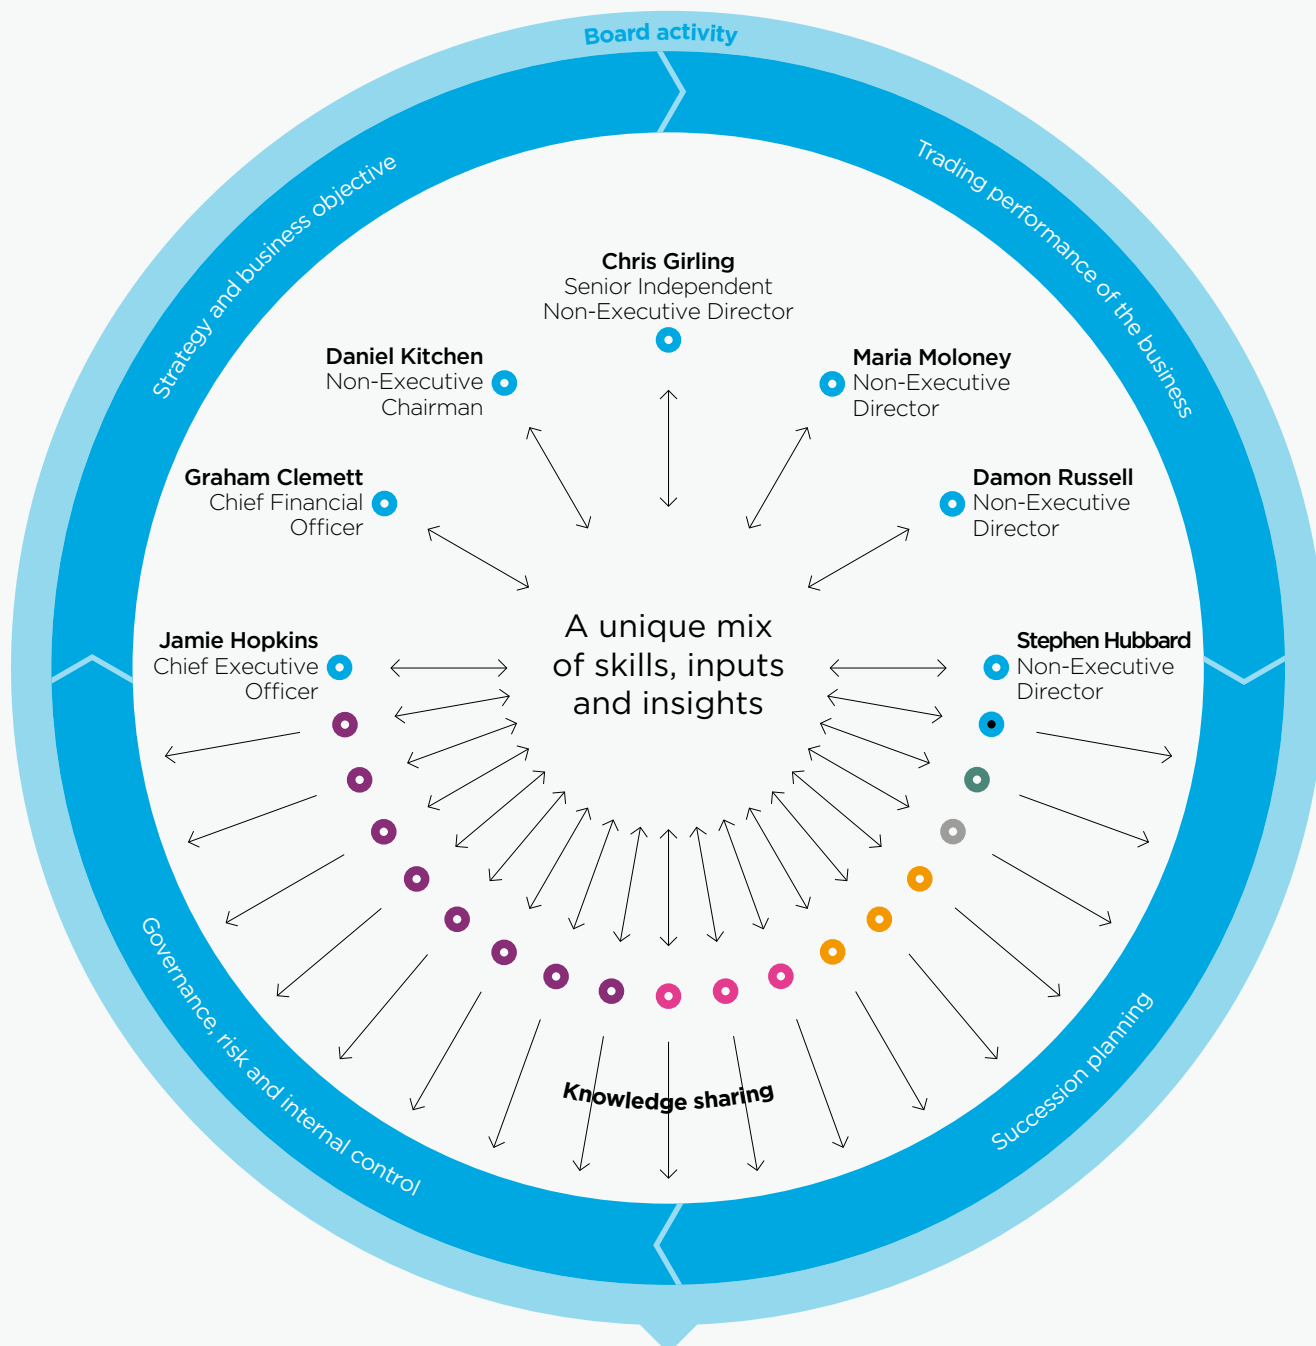 Board activity
Strategy and business objective
Trading performance of the business
Chris Girling
Senior Independent
Non-Executive Director
Daniel Kitchen
Non-Executive
Chairman
Maria Moloney
Non-Executive
Director
Graham Clemett
Chief Financial
Officer
Damon Russell
Non-Executive
Director
Jamie Hopkins
Chief Executive
Officer
A unique mix
of skills, inputs
and insights
Stephen Hubbard
Non-Executive
Director
Knowledge sharing
Governance, risk and internal control
Succession planning